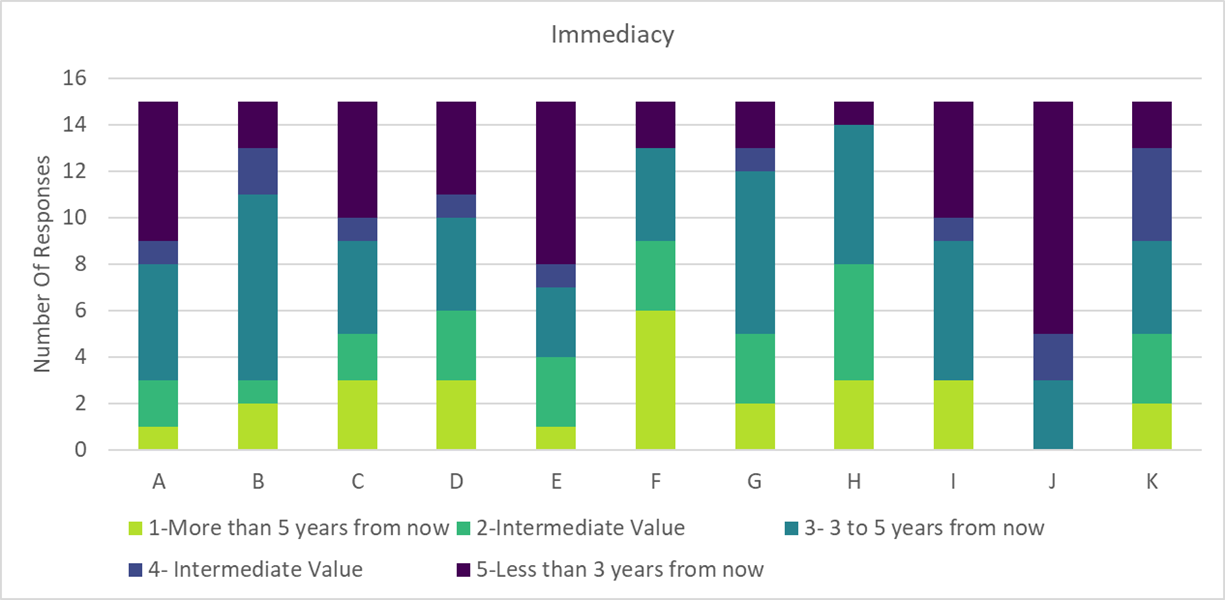 Immediacy
Number Of Responses
16
14
12
10
8
6
4
2
0
A B C D E F G H I J K
1-More than 5 years from now 2-Intermediate Value 3- 3 to 5 years from now
4- Intermediate Value 5-Less than 3 years from now